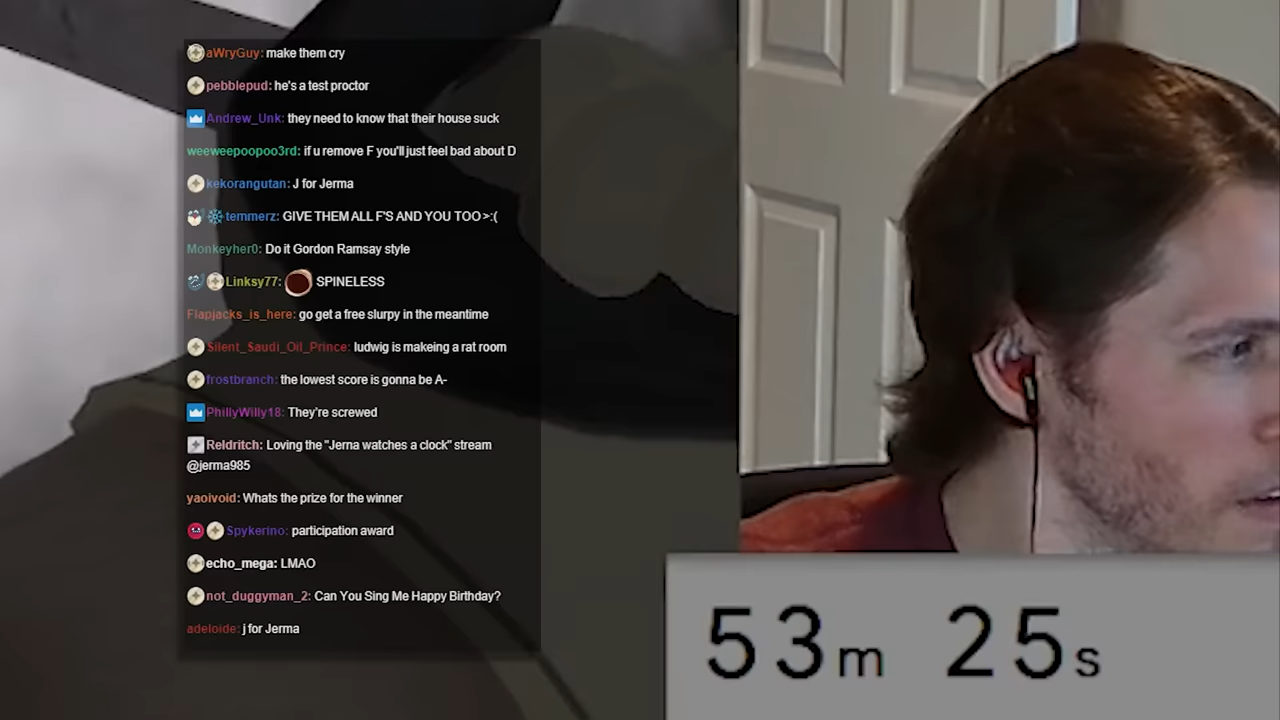 aWryGuy: make them cry
pebblepud: he's a test proctor
Andrew_Unk: they need to know that their house suck
weeweepoopoo3rd: if u remove F you'll just feel bad about D
kekorangutan: J for Jerma
temmerz: GIVE THEM ALL F'S AND YOU TOO >:(
Monkeyher0: Do it Gordon Ramsay style
Linksy77: SPINELESS
Flapjacks_is_here: go get a free slurpy in the meantime
Silent_Saudi_Oil_Prince: ludwig is makeing a rat room
frostbranch: the lowest score is gonna be A-
PhillyWilly18: They're screwed
Reldritch: Loving the "Jerna watches a clock" stream
@jerma985
yaoivoid: Whats the prize for the winner
Spykerino: participation award
echo_mega: LMAO
not_duggyman_2: Can You Sing Me Happy Birthday?
adeloide: j for Jerma
53m 25s